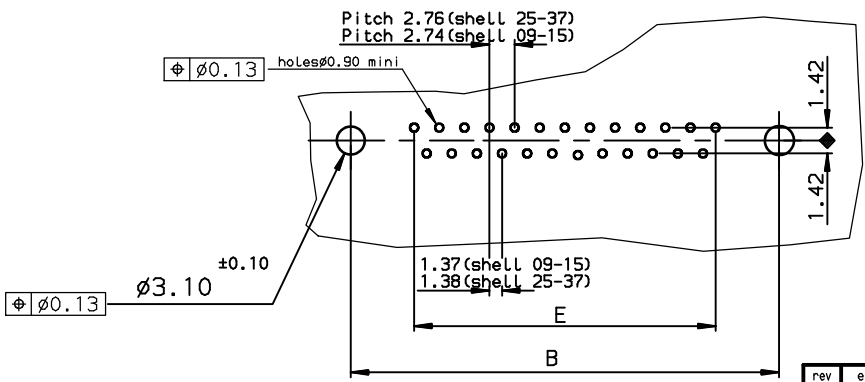 Pitch 2.76(shell 25-37)
Pitch 2.74(shell 09-15)
⌖ ø0.13 holesø0.90 mini
1.42
1.42
±0.10
ø3.10
⌖ ø0.13
1.37(shell 09-15)
1.38(shell 25-37)
E
B
rev e